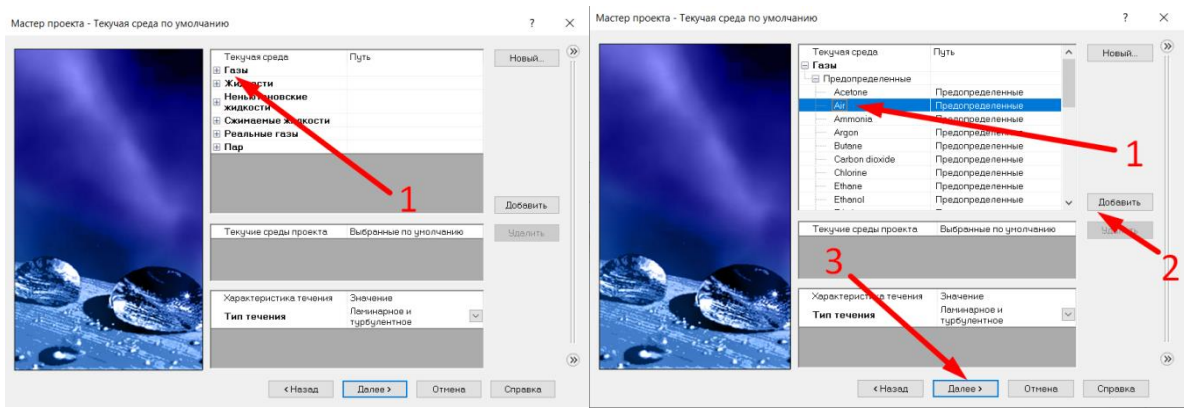 Мастер проекта - Текучая среда по умолчанию
Текучая среда Путь
Газы
Неньютоновские
жидкости
Сжимаемые жидкости
Реальные газы
Пар
Новый...
1
Добавить
Текучие среды проекта Выбранные по умолчанию
Удалить
Характеристика течения Значение
Тип течения Ламинарное и
турбулентное
< Назад Далее > Отмена Справка
Мастер проекта - Текучая среда по умолчанию
Текучая среда Путь
Газы
Предопределенные
Acetone Предопределенные
Air Предопределенные
Ammonia Предопределенные
Argon Предопределенные
Butane Предопределенные
Carbon dioxide Предопределенные
Chlorine Предопределенные
Ethane Предопределенные
Ethanol Предопределенные
Новый...
1
Добавить
2
Текучие среды проекта Выбранные по умолчанию
3
Характеристика течения Значение
Тип течения Ламинарное и
турбулентное
< Назад Далее > Отмена Справка